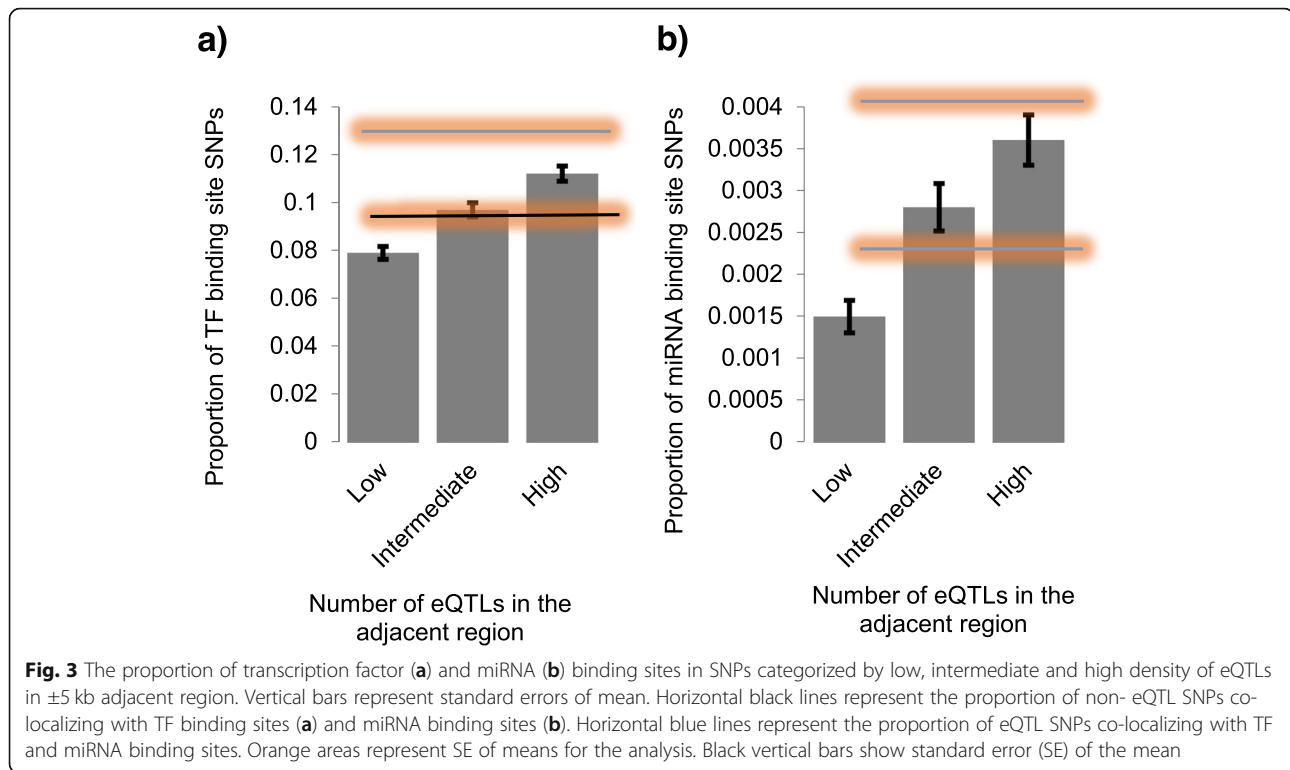 a)
Proportion of TF binding site SNPs
0.14
0.12
0.1
0.08
0.06
0.04
0.02
0
Low
Intermediate
High
Number of eQTLs in the
adjacent region
b)
Proportion of miRNA binding site SNPs
0.004
0.0035
0.003
0.0025
0.002
0.0015
0.001
0.0005
0
Low
Intermediate
High
Number of eQTLs in the
adjacent region
Fig. 3 The proportion of transcription factor (a) and miRNA (b) binding sites in SNPs categorized by low, intermediate and high density of eQTLs
in ±5 kb adjacent region. Vertical bars represent standard errors of mean. Horizontal black lines represent the proportion of non- eQTL SNPs co-
localizing with TF binding sites (a) and miRNA binding sites (b). Horizontal blue lines represent the proportion of eQTL SNPs co-localizing with TF
and miRNA binding sites. Orange areas represent SE of means for the analysis. Black vertical bars show standard error (SE) of the mean